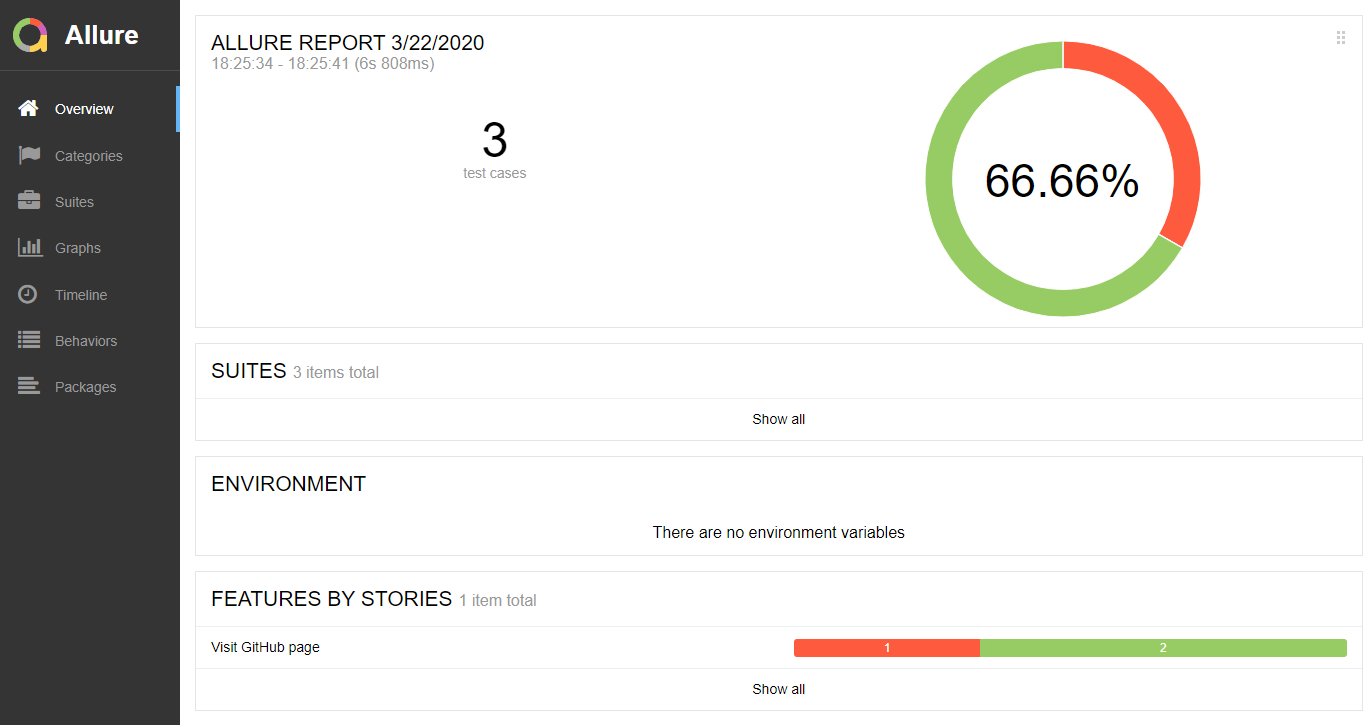 Allure
Overview
Categories
Suites
Graphs
Timeline
Behaviors
Packages
ALLURE REPORT 3/22/2020
18:25:34 - 18:25:41 (6s 808ms)
3
test cases
66.66%
SUITES 3 items total
Show all
ENVIRONMENT
There are no environment variables
FEATURES BY STORIES 1 item total
Visit GitHub page 1 2
Show all